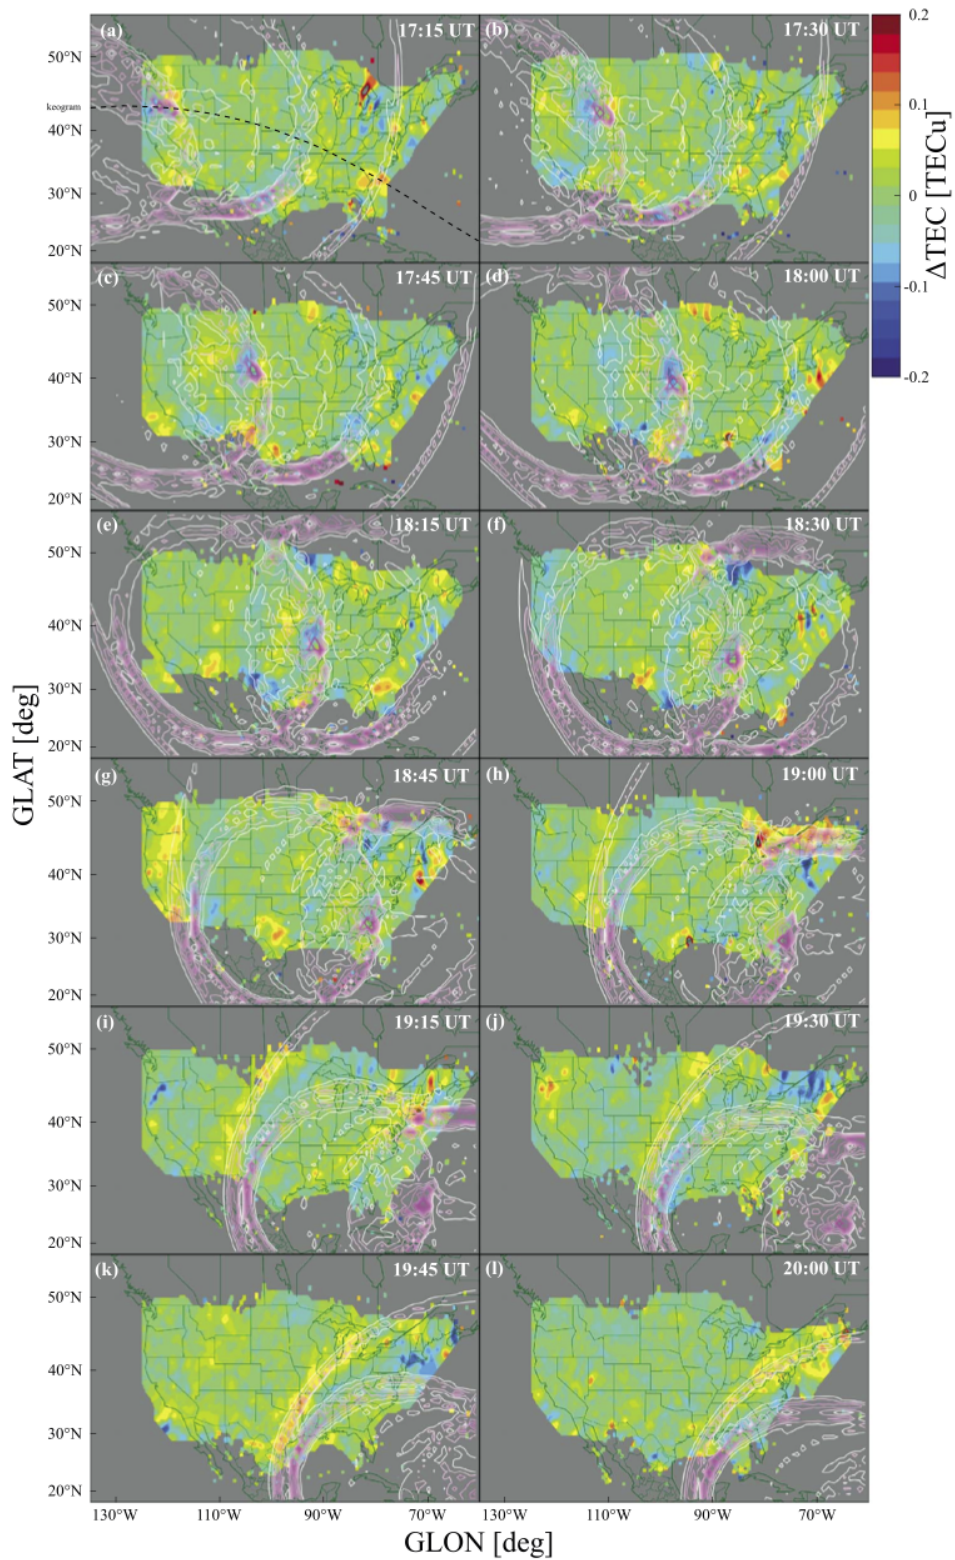 (a) 17:15 UT (b) 17:30 UT 0.2
50°N
keogram 0.1
40°N
30°N 0
20°N
(c) 17:45 UT (d) 18:00 UT -0.1
50°N
40°N -0.2
30°N
20°N
ΔTEC [TECu]
(e) 18:15 UT (f) 18:30 UT
50°N
40°N
30°N
20°N
GLAT [deg]
(g) 18:45 UT (h) 19:00 UT
50°N
40°N
30°N
20°N
(i) 19:15 UT (j) 19:30 UT
50°N
40°N
30°N
20°N
(k) 19:45 UT (l) 20:00 UT
50°N
40°N
30°N
20°N
130°W 110°W 90°W 70°W 130°W 110°W 90°W 70°W
GLON [deg]